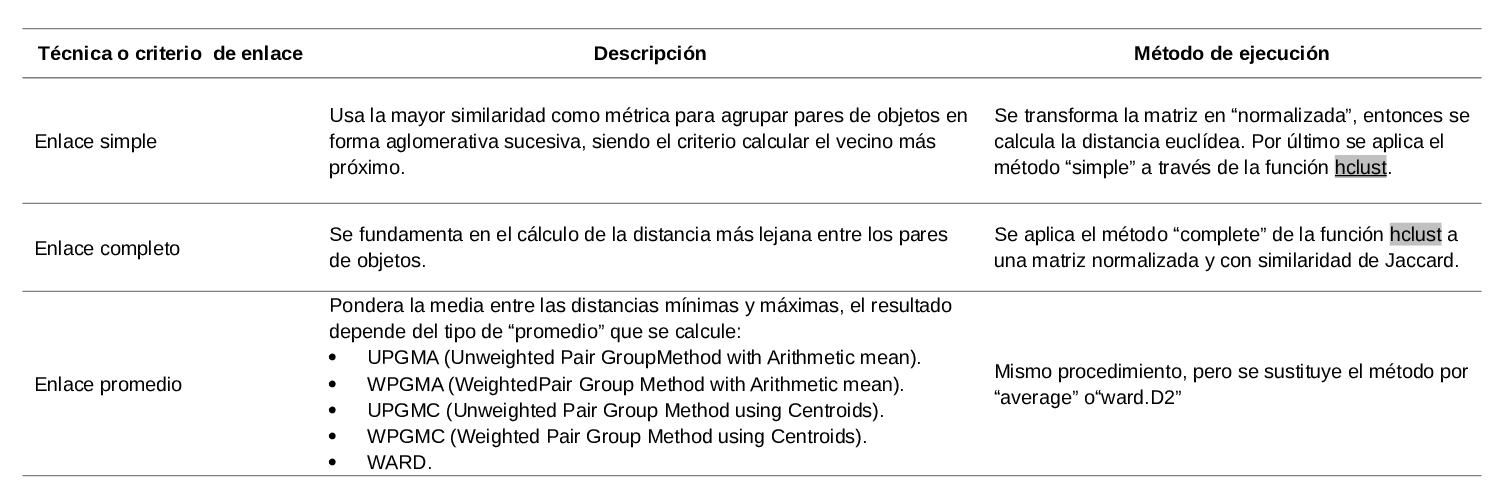 Técnica o criterio  de enlace
Descripción
Método de ejecución
Enlace simple
Usa la mayor similaridad como métrica para agrupar pares de objetos en
forma aglomerativa sucesiva, siendo el criterio calcular el vecino más
próximo.
Se transforma la matriz en “normalizada”, entonces se
calcula la distancia euclídea. Por último se aplica el
método “simple” a través de la función hclust.
Enlace completo
Se fundamenta en el cálculo de la distancia más lejana entre los pares
de objetos.
Se aplica el método “complete” de la función hclust a
una matriz normalizada y con similaridad de Jaccard.
Enlace promedio
Pondera la media entre las distancias mínimas y máximas, el resultado
depende del tipo de “promedio” que se calcule:
• UPGMA (Unweighted Pair GroupMethod with Arithmetic mean).
• WPGMA (WeightedPair Group Method with Arithmetic mean).
• UPGMC (Unweighted Pair Group Method using Centroids).
• WPGMC (Weighted Pair Group Method using Centroids).
• WARD.
Mismo procedimiento, pero se sustituye el método por
“average” o“ward.D2”